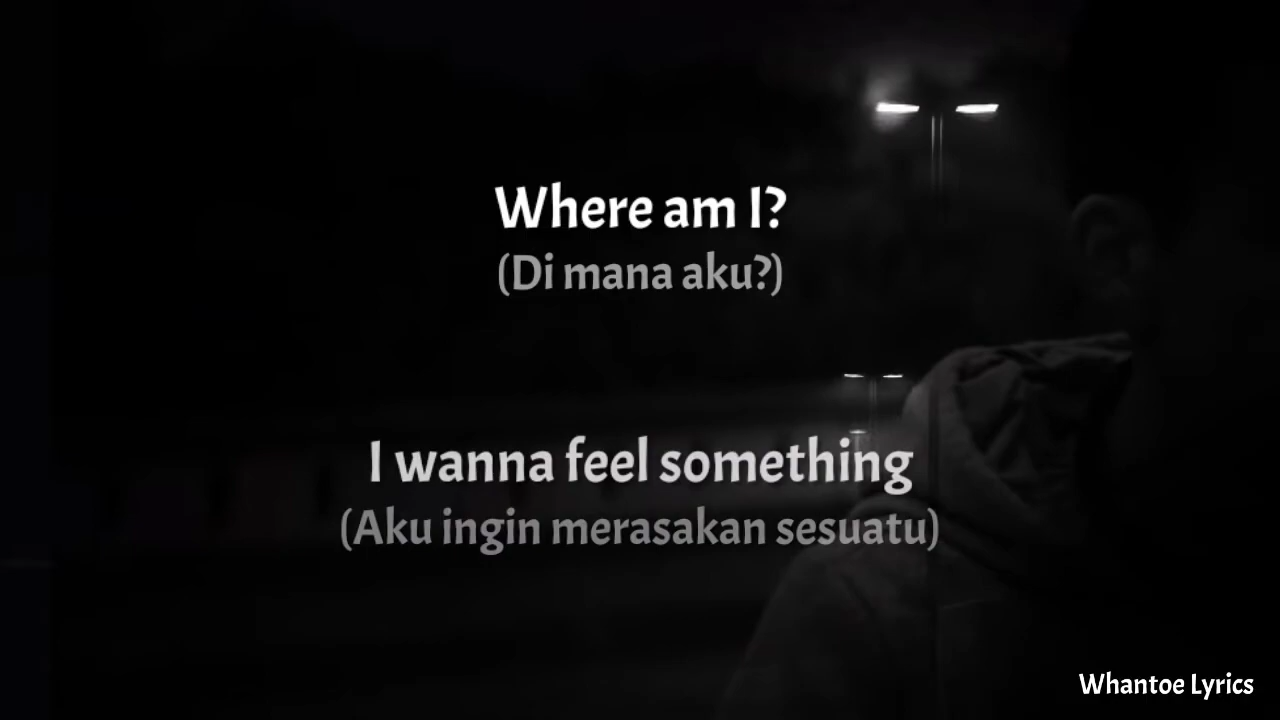 Where am I?
(Di mana aku?)
I wanna feel something
(Aku ingin merasakan sesuatu)
Whantoe Lyrics